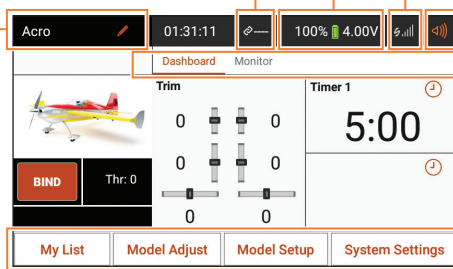 Acro 01:31:11 --- 100% 4.00V
Dashboard Monitor
Trim Timer 1
0 0 5:00
0 0
BIND Thr: 0
0 0
My List Model Adjust Model Setup System Settings